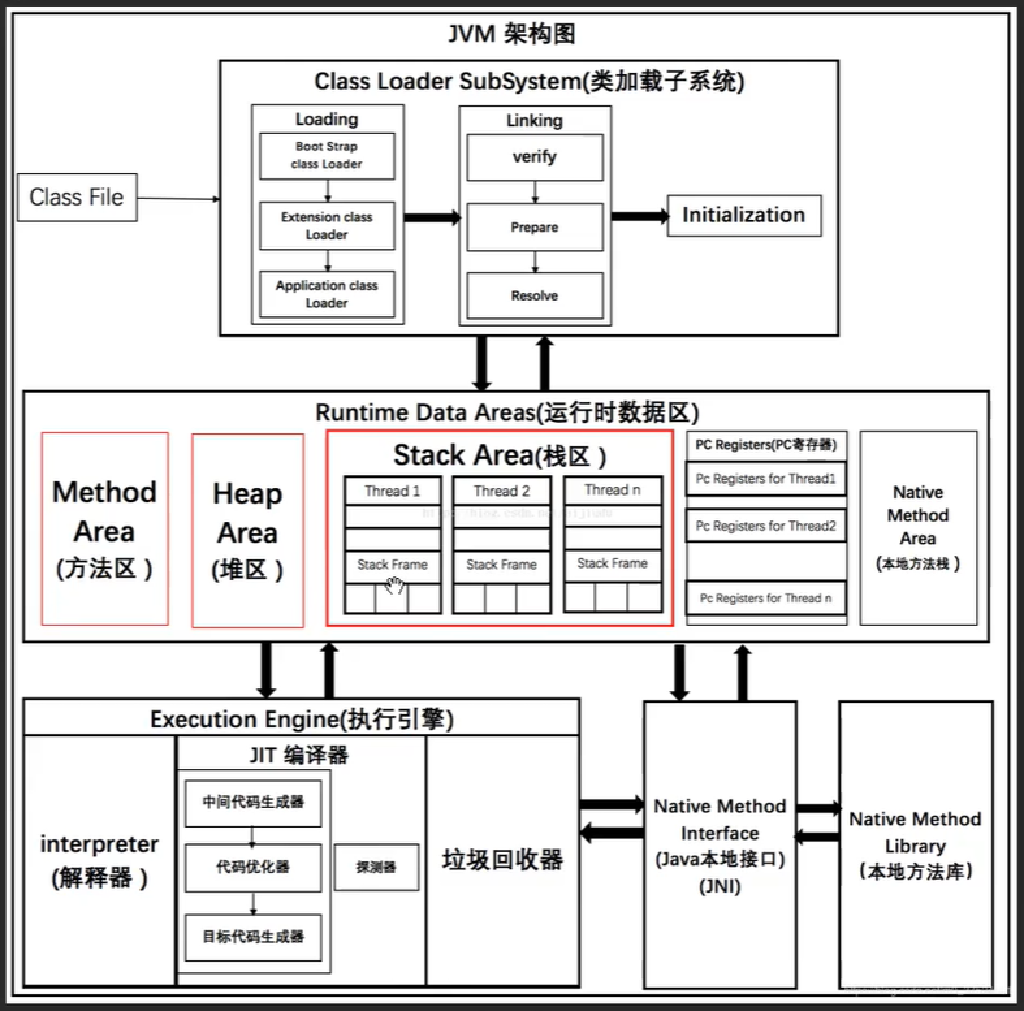 JVM 架构图
Class Loader SubSystem(类加载子系统)
Loading
Boot Strap
class Loader
Extension class
Loader
Application class
Loader
Linking
verify
Prepare
Resolve
Initialization
Class File
Runtime Data Areas(运行时数据区)
Method
Area
(方法区 )
Heap
Area
(堆区 )
Stack Area(栈区 )
Thread 1
Stack Frame
Thread 2
Stack Frame
Thread n
Stack Frame
PC Registers(PC寄存器)
Pc Registers for Thread1
Pc Registers for Thread2
Pc Registers for Thread n
Native
Method
Area
(本地方法栈 )
Execution Engine(执行引擎)
interpreter
(解释器 )
JIT 编译器
中间代码生成器
代码优化器
目标代码生成器
探测器
垃圾回收器
Native Method
Interface
(Java本地接口)
(JNI)
Native Method
Library
(本地方法库)